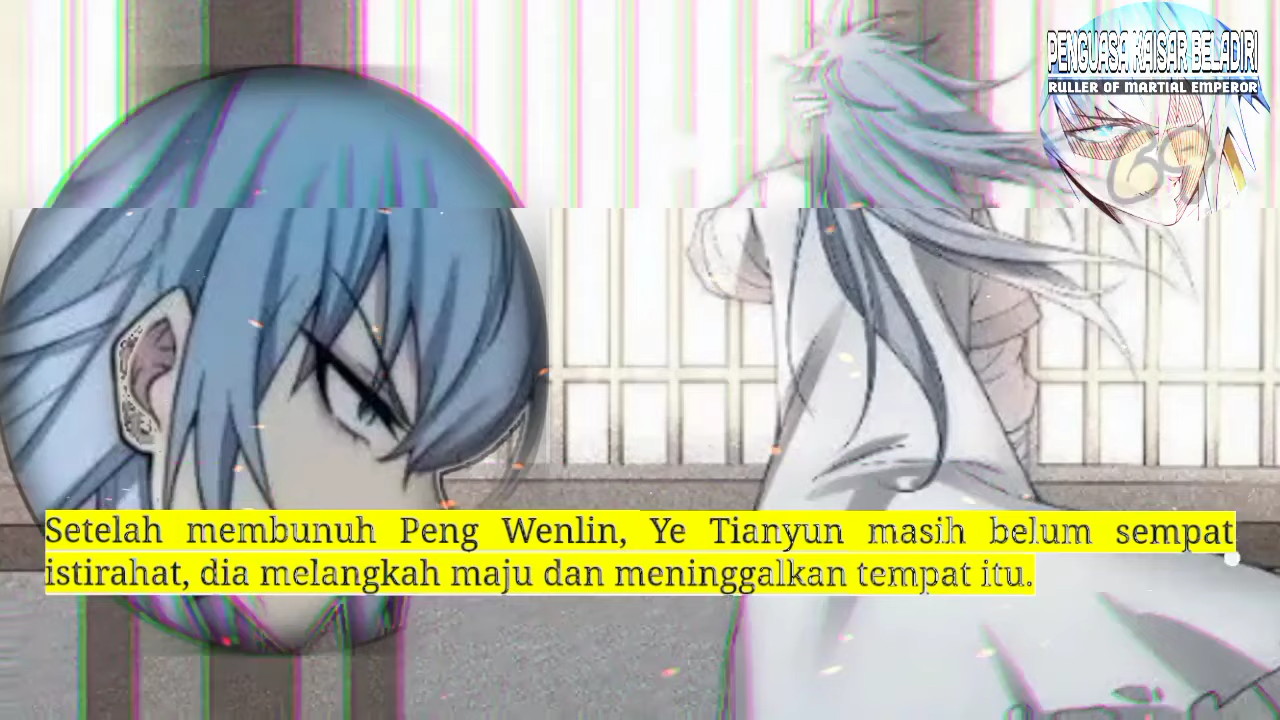 PENGUASA KAISAR BELADIRI
RULLER OF MARTIAL EMPEROR
Setelah membunuh Peng Wenlin, Ye Tianyun masih belum sempat
istirahat, dia melangkah maju dan meninggalkan tempat itu.